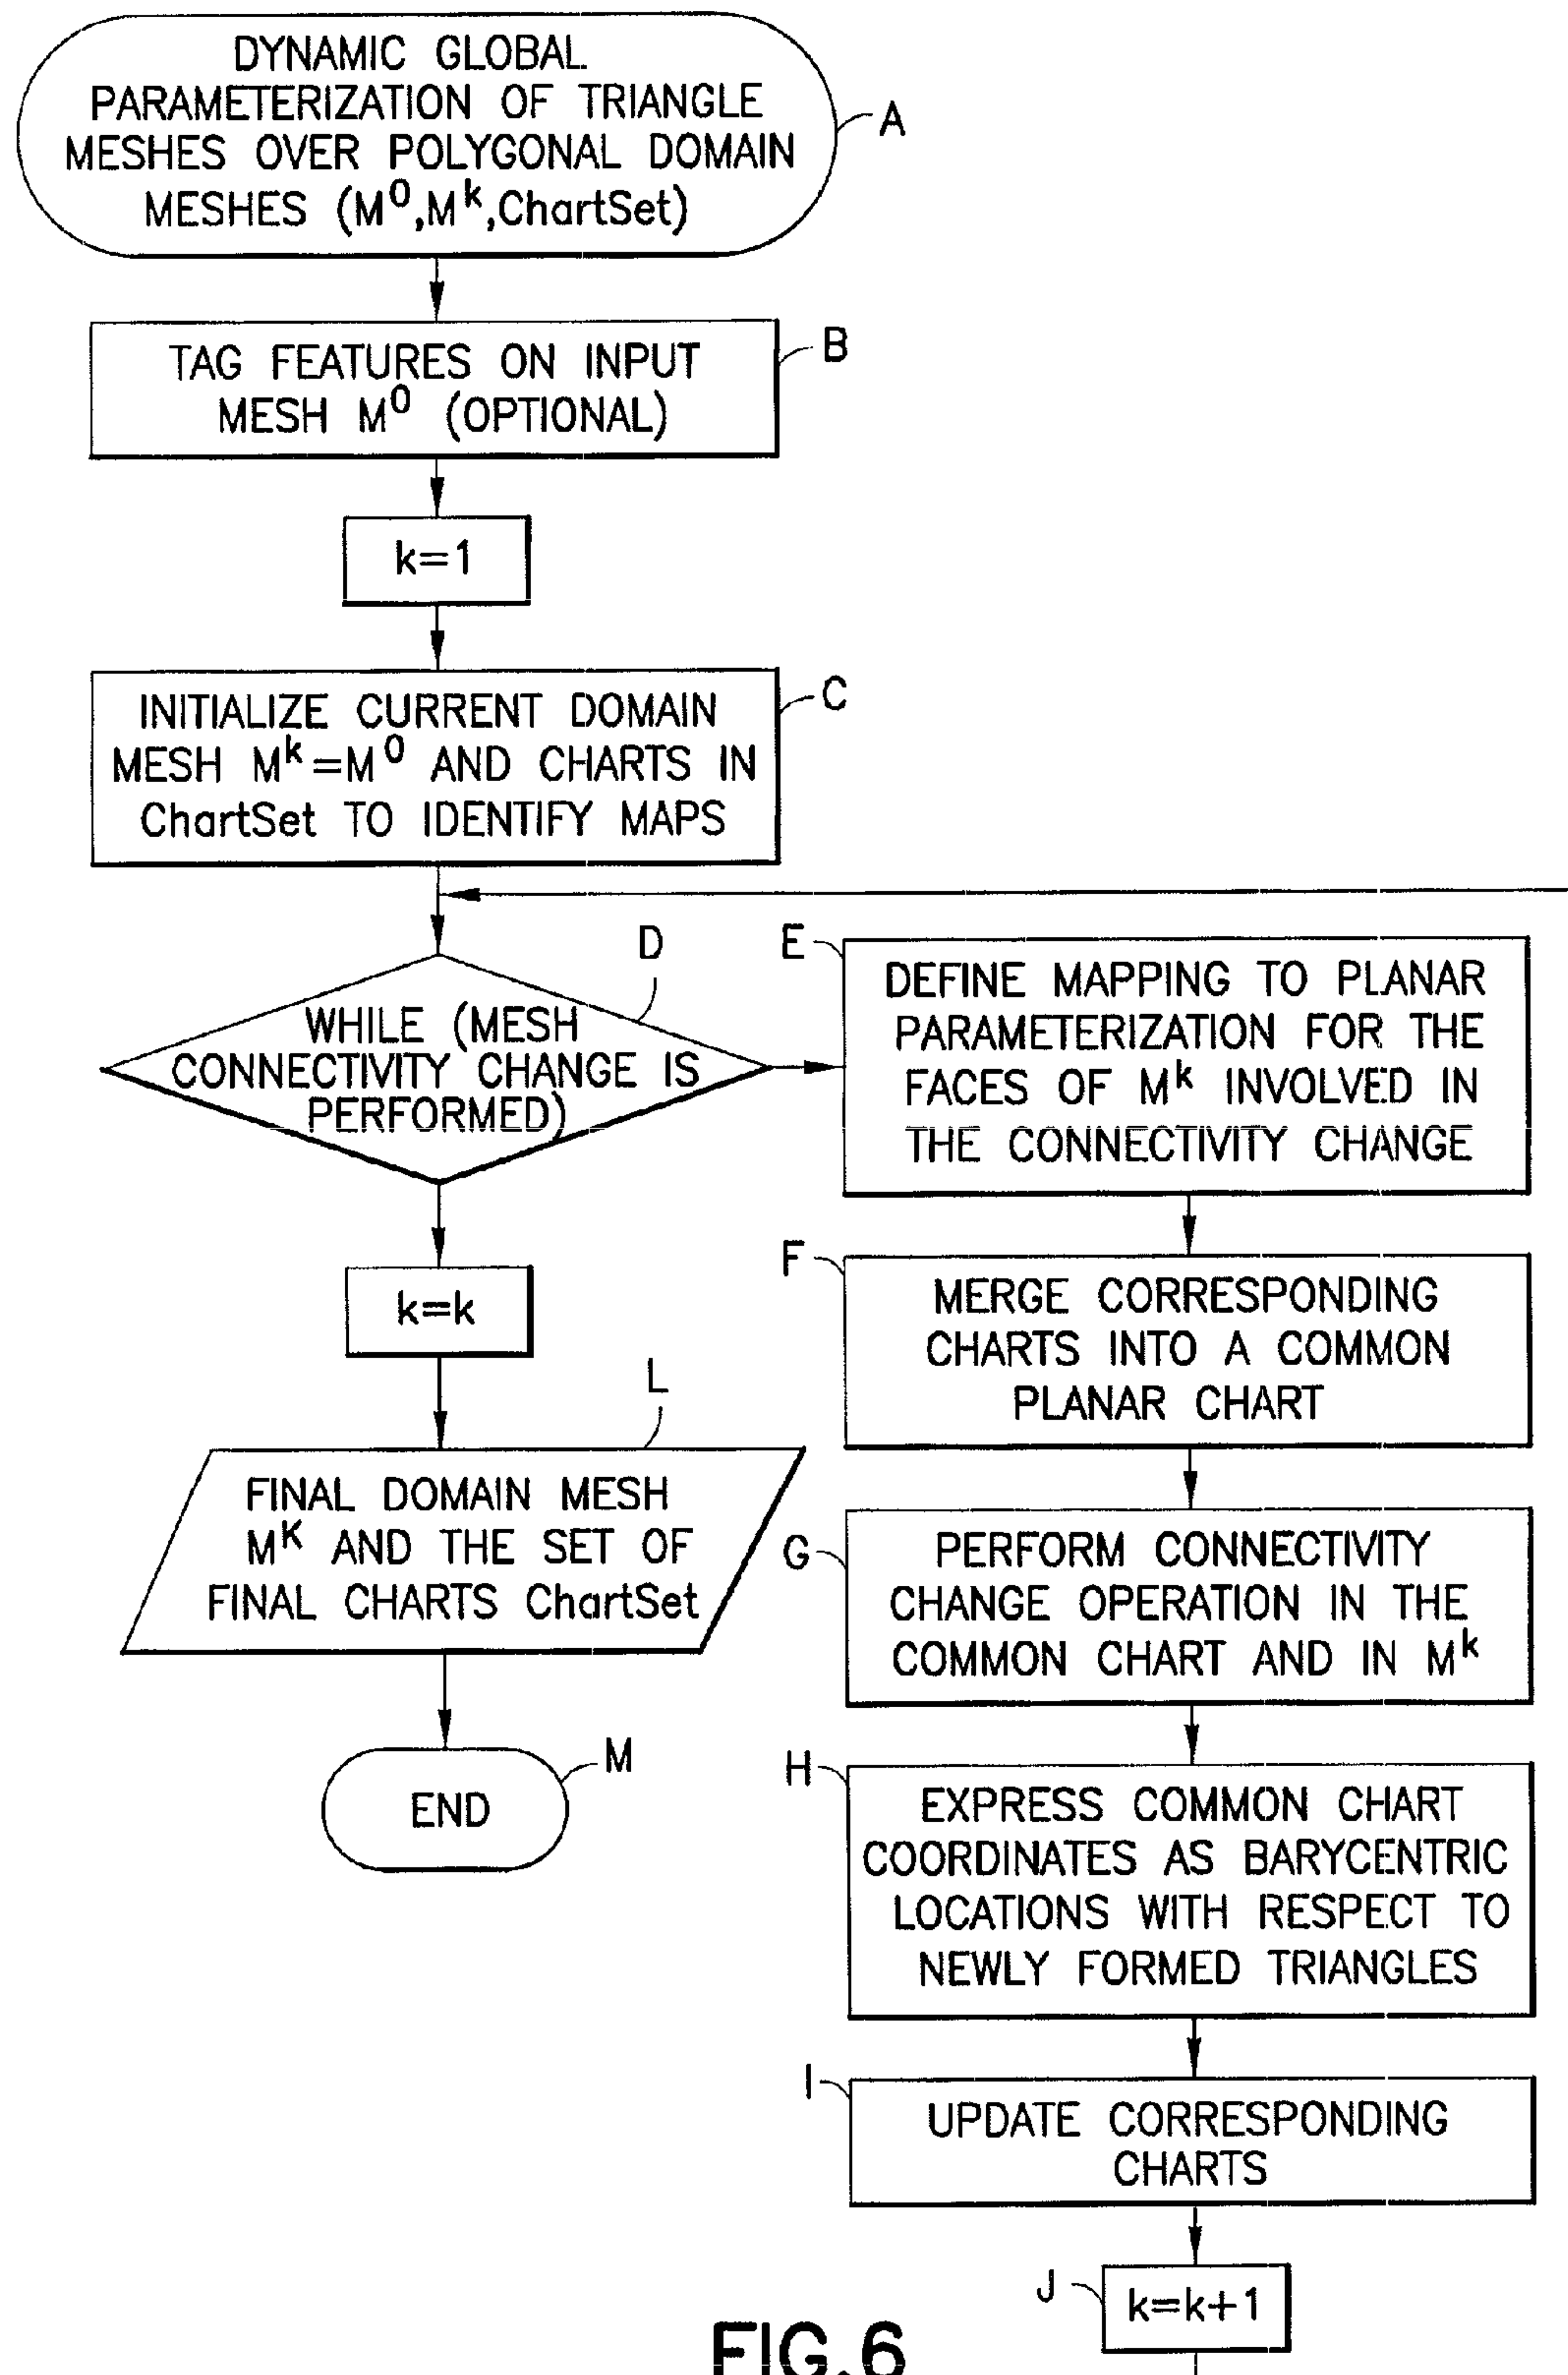 DYNAMIC GLOBAL
PARAMETERIZATION OF TRIANGLE
MESHES OVER POLYGONAL DOMAIN
MESHES (M⁰,Mᵏ,ChartSet)
A
TAG FEATURES ON INPUT
MESH M⁰ (OPTIONAL)
B
k=1
INITIALIZE CURRENT DOMAIN
MESH Mᵏ=M⁰ AND CHARTS IN
ChartSet TO IDENTIFY MAPS
C
D
WHILE (MESH
CONNECTIVITY CHANGE IS
PERFORMED)
k=k
L
FINAL DOMAIN MESH
Mᴷ AND THE SET OF
FINAL CHARTS ChartSet
END
M
E
DEFINE MAPPING TO PLANAR
PARAMETERIZATION FOR THE
FACES OF Mᵏ INVOLVED IN
THE CONNECTIVITY CHANGE
F
MERGE CORRESPONDING
CHARTS INTO A COMMON
PLANAR CHART
G
PERFORM CONNECTIVITY
CHANGE OPERATION IN THE
COMMON CHART AND IN Mᵏ
H
EXPRESS COMMON CHART
COORDINATES AS BARYCENTRIC
LOCATIONS WITH RESPECT TO
NEWLY FORMED TRIANGLES
I
UPDATE CORRESPONDING
CHARTS
J
k=k+1
FIG.6